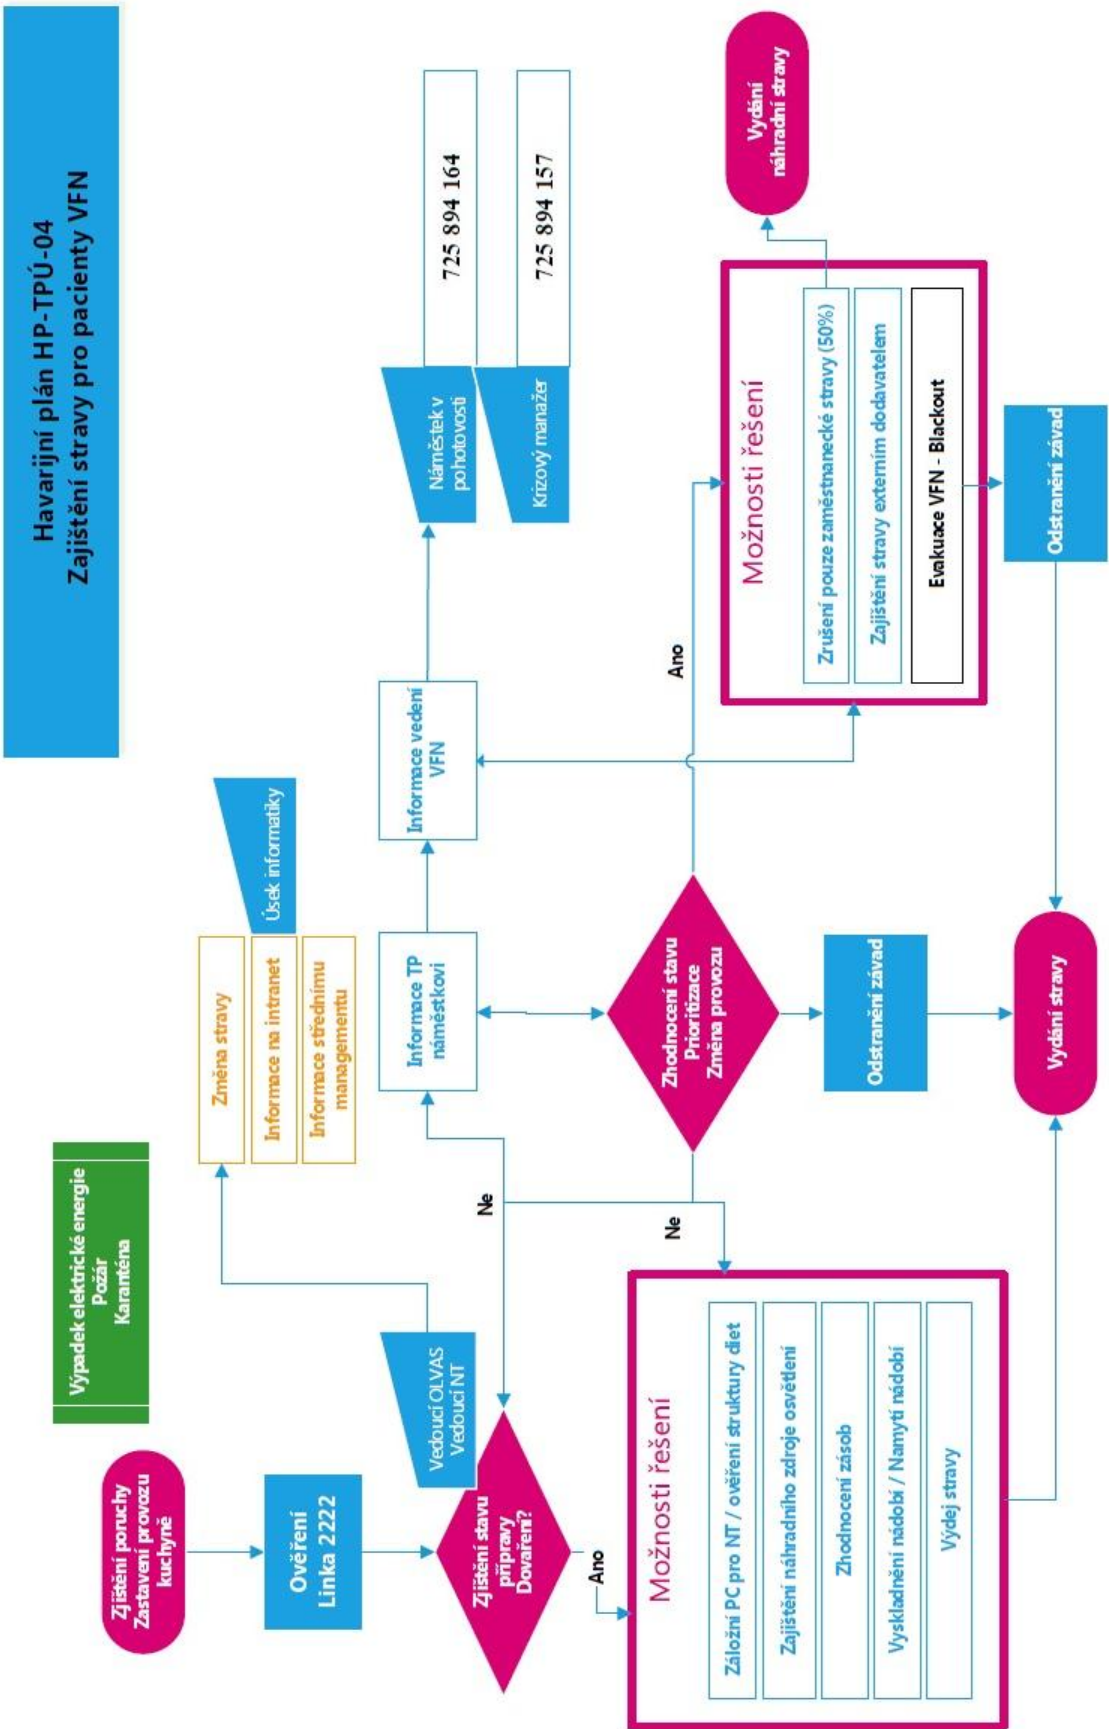 Havarijní plán HP-TPÚ-04
Zajištění stravy pro pacienty VFN
Výpadek elektrické energie
Požár
Karanténa
Zjištění poruchy
Zastavení provozu
kuchyně
Ověření
Linka 2222
Zjištění stavu
přípravy
Dovaření?
Vedoucí OLVAS
Vedoucí NT
Změna stravy
Informace na intranet
Informace střednímu
managementu
Úsek informatiky
Ne
Informace TP
náměstkovi
Informace vedení
VFN
Náměstek v
pohotovosti
725 894 164
Krizový manažer
725 894 157
Ano
Možnosti řešení
Záložní PC pro NT / ověření struktury diet
Zajištění náhradního zdroje osvětlení
Zhodnocení zásob
Vyskladnění nádobí / Namytí nádobí
Výdej stravy
Ne
Zhodnocení stavu
Prioritizace
Změna provozu
Ano
Odstranění závad
Vydání stravy
Možnosti řešení
Zrušení pouze zaměstnanecké stravy (50%)
Zajištění stravy externím dodavatelem
Evakuace VFN - Blackout
Vydání
náhradní stravy
Odstranění závad